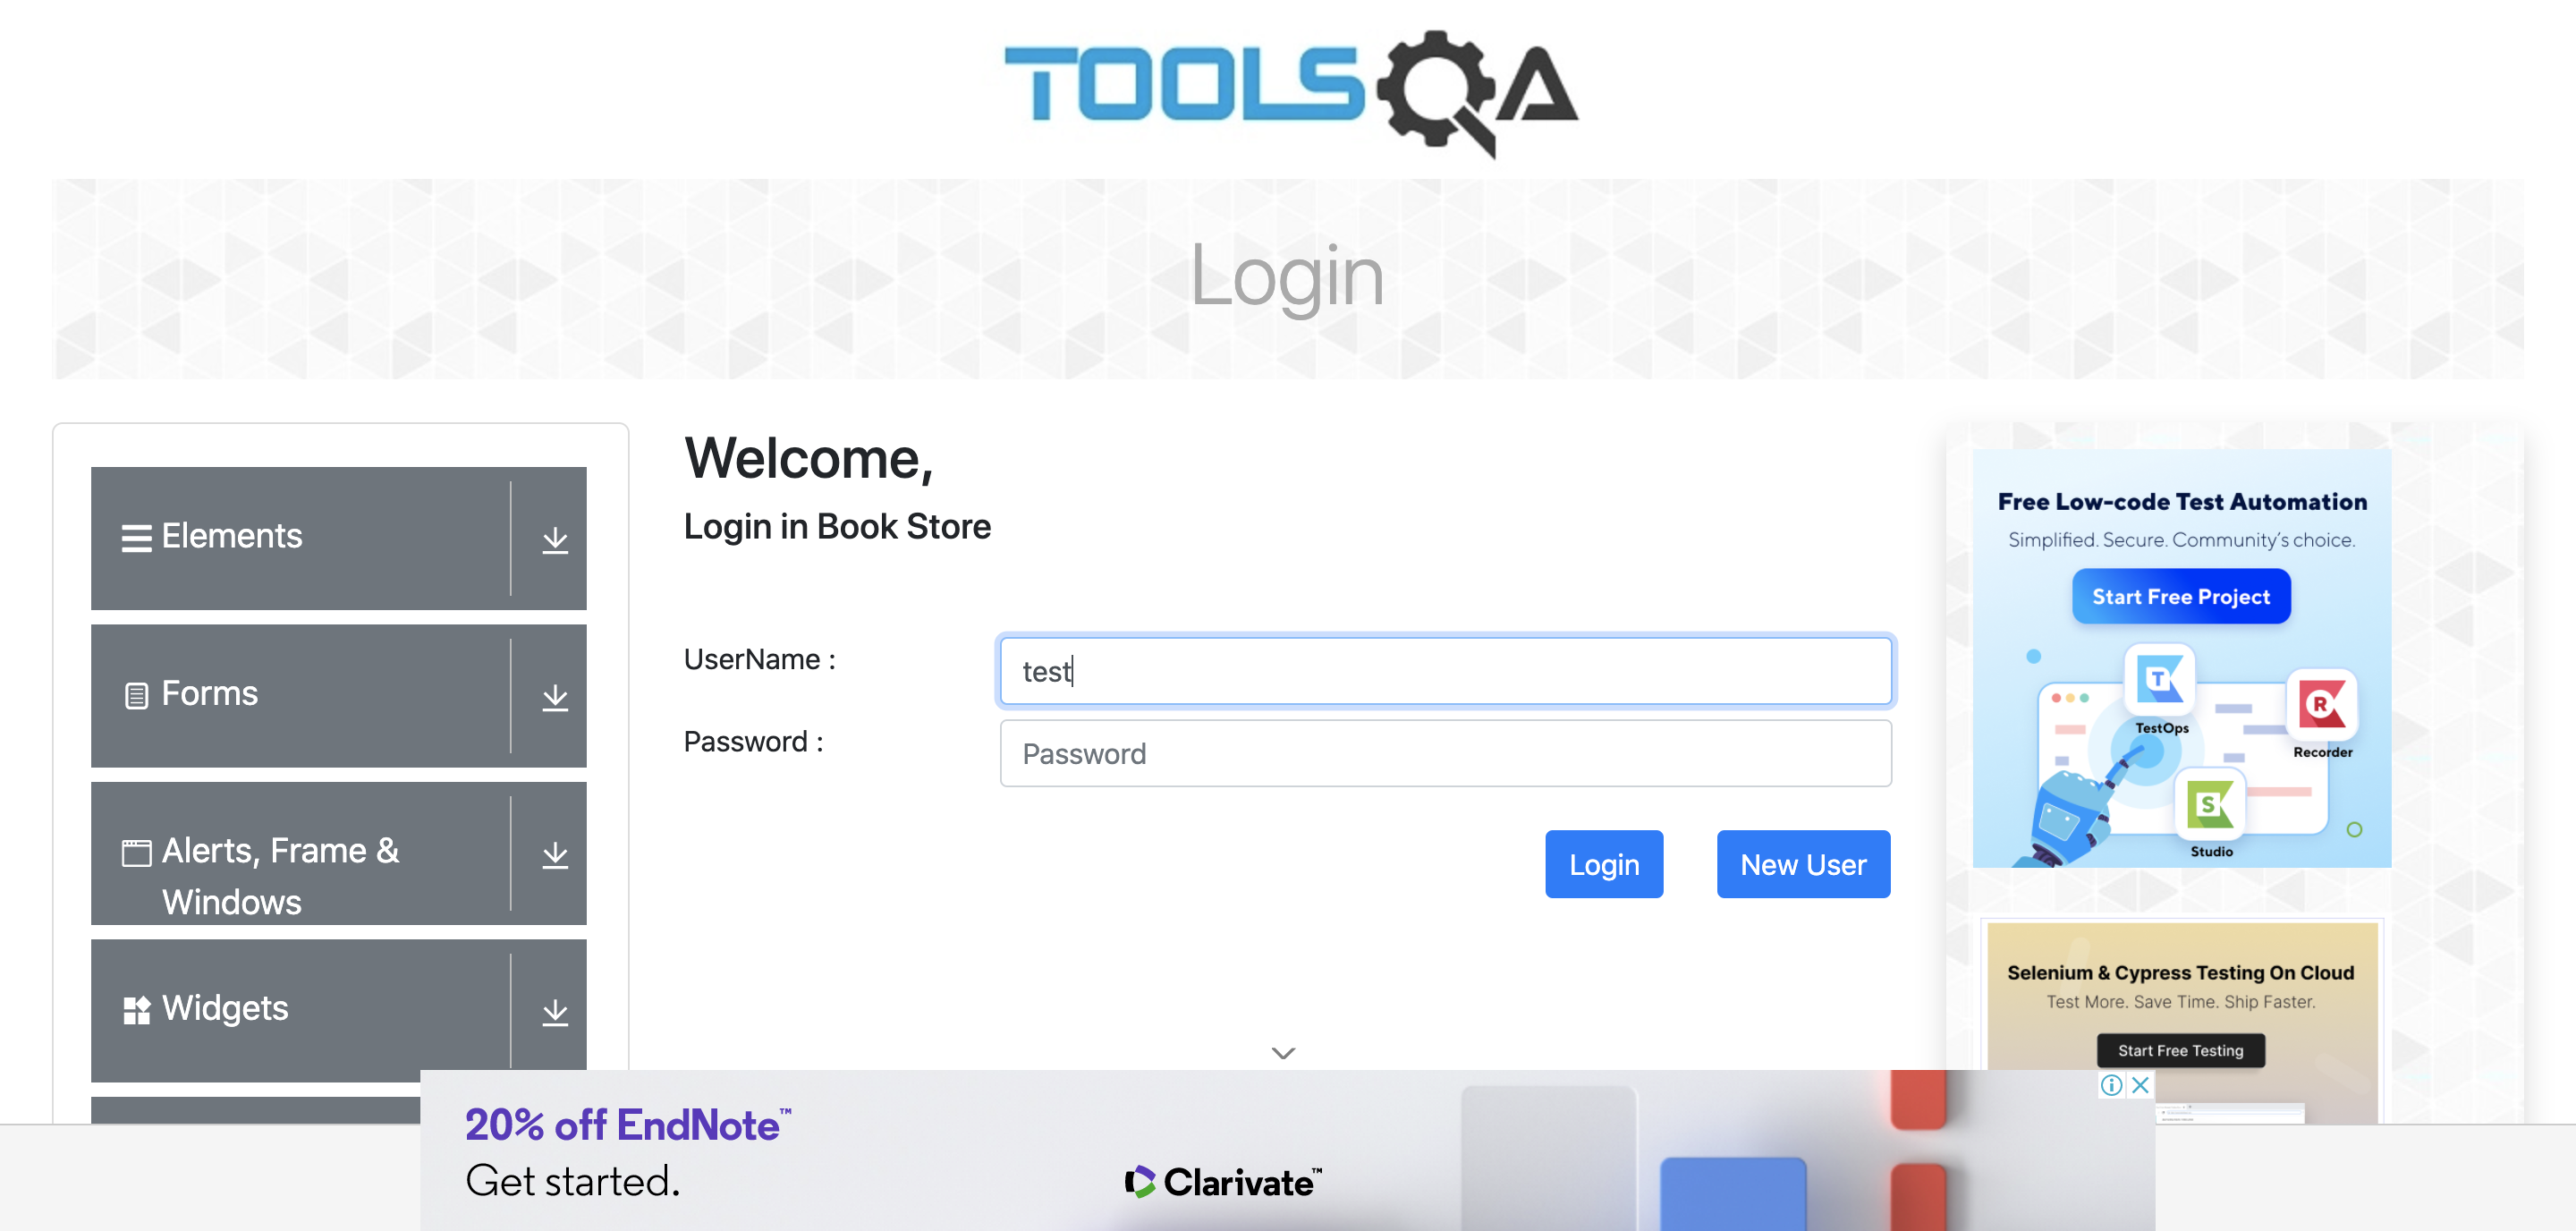 TOOLSQA
Login
Elements
Forms
Alerts, Frame &
Windows
Widgets
Welcome,
Login in Book Store
UserName :
test
Password :
Password
Login
New User
Free Low-code Test Automation
Simplified. Secure. Community's choice.
Start Free Project
T
TestOps
R
Recorder
S
Studio
Selenium & Cypress Testing On Cloud
Test More. Save Time. Ship Faster.
Start Free Testing
20% off EndNote™
Get started.
Clarivate™